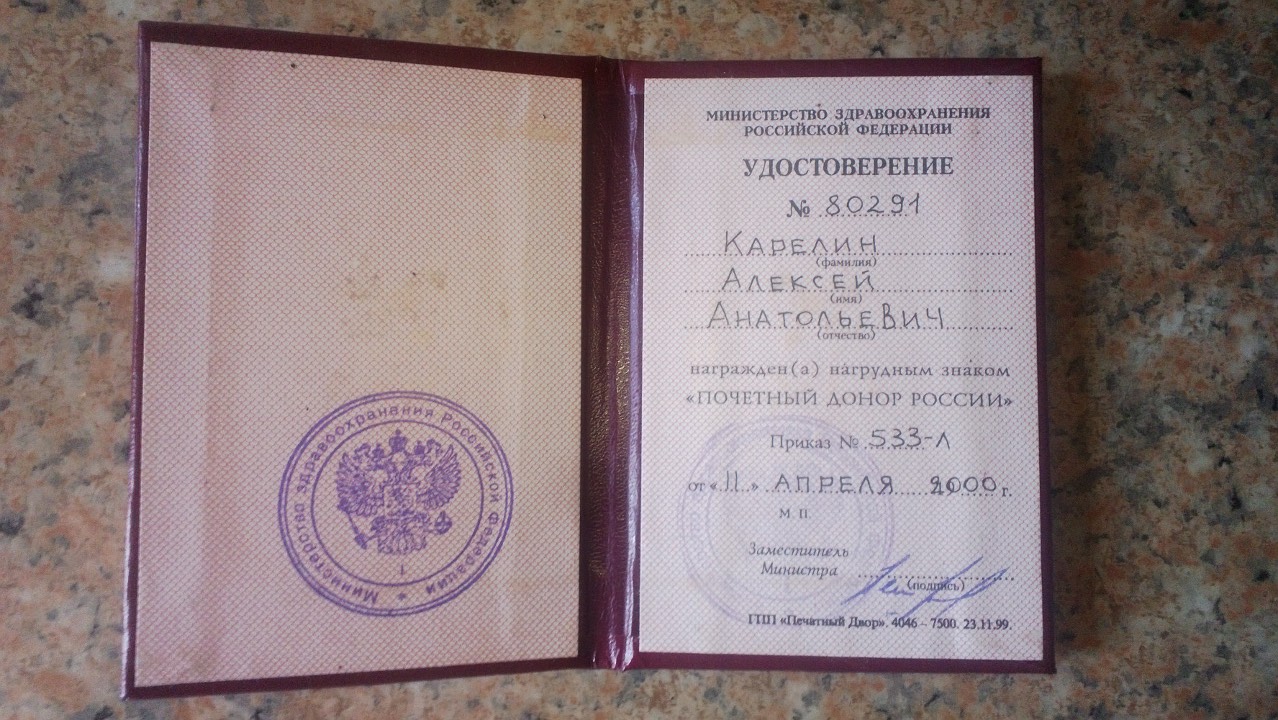 Министерство здравоохранения Российской Федерации
МИНИСТЕРСТВО ЗДРАВООХРАНЕНИЯ
РОССИЙСКОЙ ФЕДЕРАЦИИ
УДОСТОВЕРЕНИЕ
№ 80291
КАРЕЛИН
(фамилия)
АЛЕКСЕЙ
(имя)
АНАТОЛЬЕВИЧ
(отчество)
награжден(а) нагрудным знаком
«ПОЧЕТНЫЙ ДОНОР РОССИИ»
Приказ № 533-Л
от «11» АПРЕЛЯ 2000 г.
М. П.
Заместитель
Министра
(подпись)
ГПП «Печатный Двор». 4046 – 7500. 23.11.99.